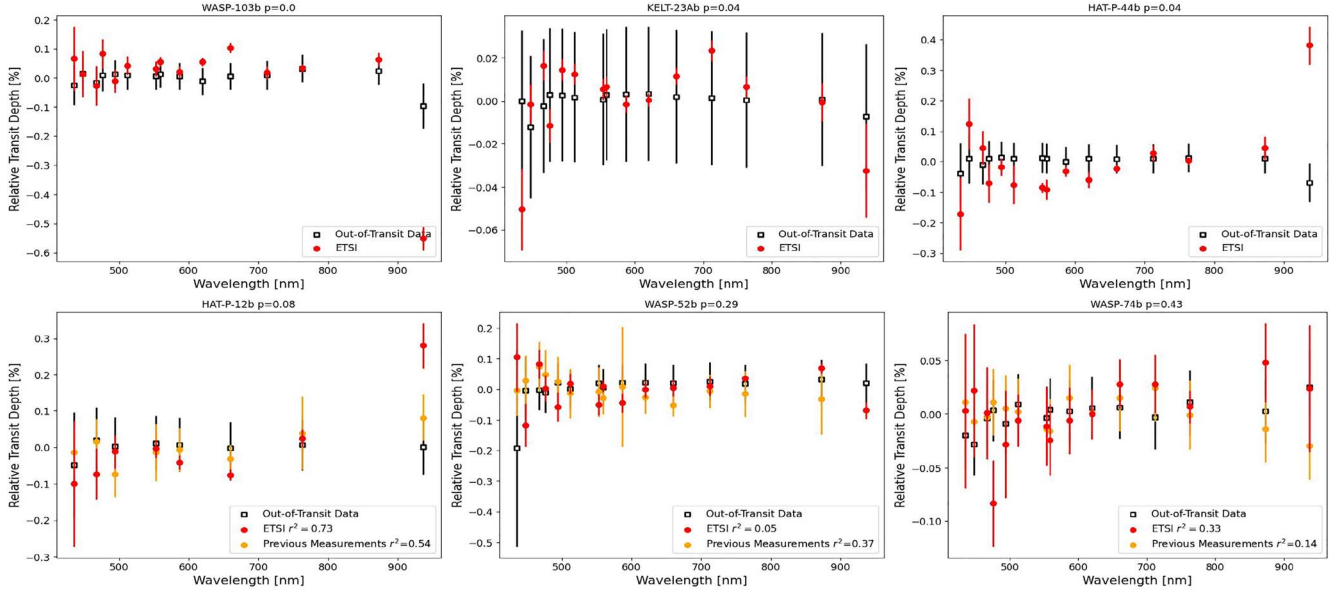 WASP-103b p=0.0
Relative Transit Depth [%]
0.2
0.1
0.0
−0.1
−0.2
−0.3
−0.4
−0.5
−0.6
Out-of-Transit Data
ETSI
500 600 700 800 900
Wavelength [nm]
KELT-23Ab p=0.04
Relative Transit Depth [%]
0.02
0.00
−0.02
−0.04
−0.06
Out-of-Transit Data
ETSI
500 600 700 800 900
Wavelength [nm]
HAT-P-44b p=0.04
Relative Transit Depth [%]
0.4
0.3
0.2
0.1
0.0
−0.1
−0.2
−0.3
Out-of-Transit Data
ETSI
500 600 700 800 900
Wavelength [nm]
HAT-P-12b p=0.08
Relative Transit Depth [%]
0.3
0.2
0.1
0.0
−0.1
−0.2
−0.3
Out-of-Transit Data
ETSI r² = 0.73
Previous Measurements r²=0.54
500 600 700 800 900
Wavelength [nm]
WASP-52b p=0.29
Relative Transit Depth [%]
0.2
0.1
0.0
−0.1
−0.2
−0.3
−0.4
−0.5
Out-of-Transit Data
ETSI r² = 0.05
Previous Measurements r²=0.37
500 600 700 800 900
Wavelength [nm]
WASP-74b p=0.43
Relative Transit Depth [%]
0.05
0.00
−0.05
−0.10
Out-of-Transit Data
ETSI r² = 0.33
Previous Measurements r²=0.14
500 600 700 800 900
Wavelength [nm]